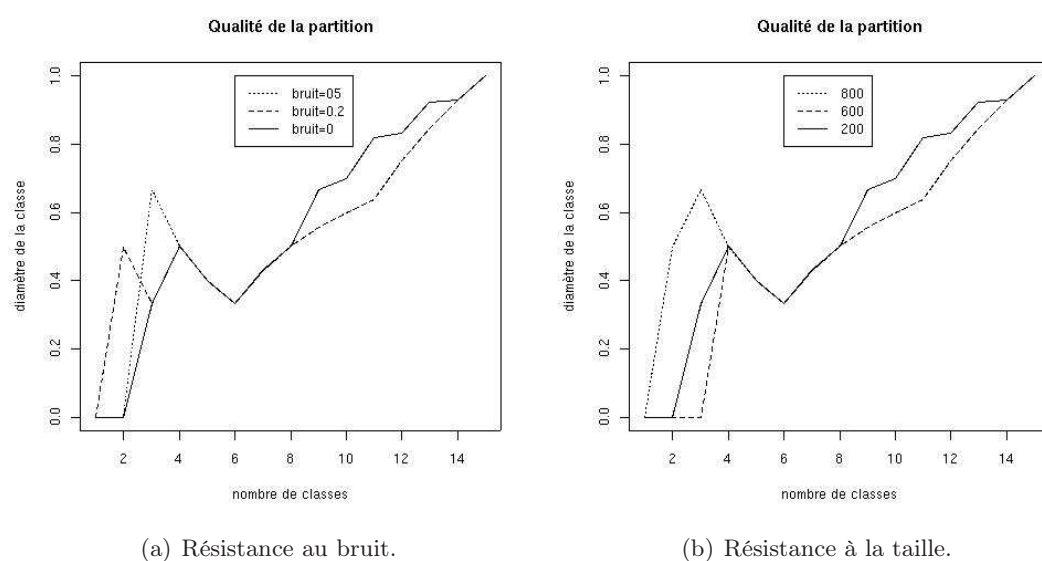 Qualité de la partition
diamètre de la classe
1.0
0.8
0.6
0.4
0.2
0.0
bruit=05
bruit=0.2
bruit=0
2 4 6 8 10 12 14
nombre de classes
(a) Résistance au bruit.
Qualité de la partition
diamètre de la classe
1.0
0.8
0.6
0.4
0.2
0.0
800
600
200
2 4 6 8 10 12 14
nombre de classes
(b) Résistance à la taille.